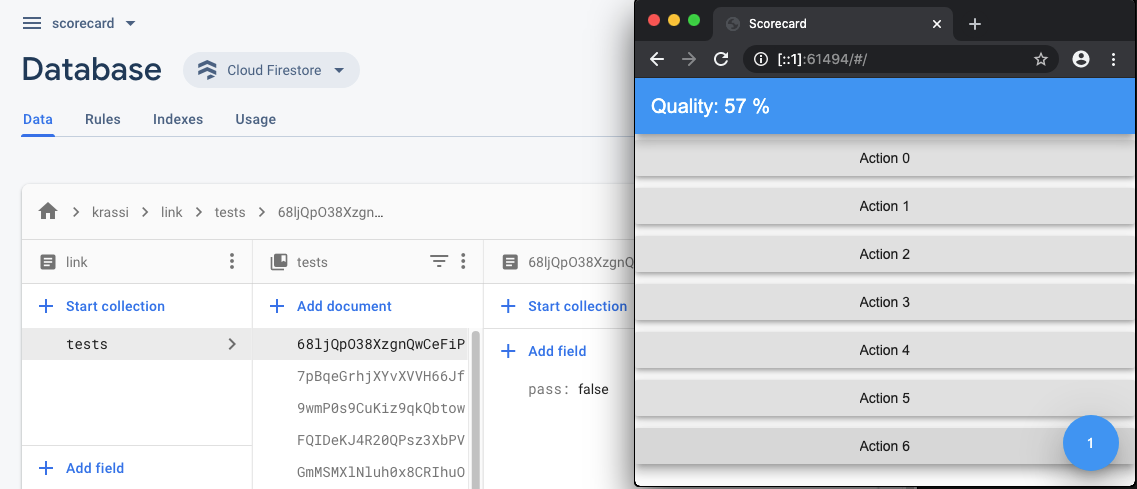 scorecard
Database
Cloud Firestore
Data Rules Indexes Usage
krassi link tests 68ljQpO38Xzgn...
link
tests
68ljQpO38XzgnQ
Start collection
Add document
Start collection
tests
68ljQpO38XzgnQwCeFiP
7pBqeGrhjXYvXVVH66Jf
9wmP0s9CuKiz9qkQbtow
FQIDeKJ4R20QPsz3XbPV
GmMSMXlNluh0x8CRIhuO
Add field
pass: false
Add field
Scorecard
[::1]:61494/#/
Quality: 57 %
Action 0
Action 1
Action 2
Action 3
Action 4
Action 5
Action 6
1